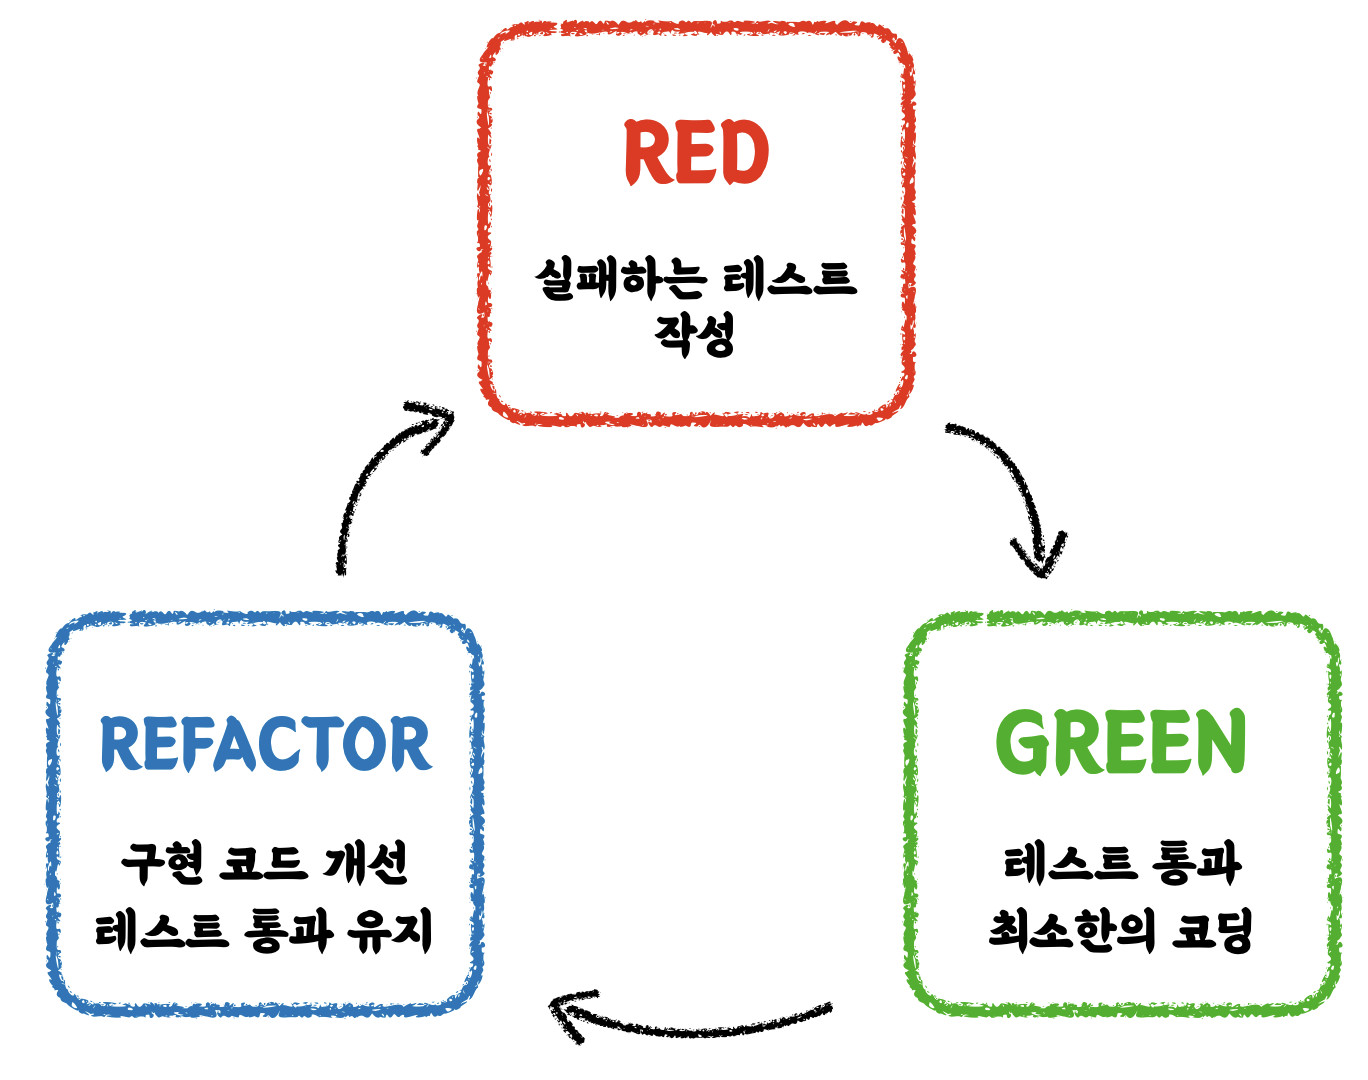 RED
실패하는 테스트
작성
REFACTOR
구현 코드 개선
테스트 통과 유지
GREEN
테스트 통과
최소한의 코딩